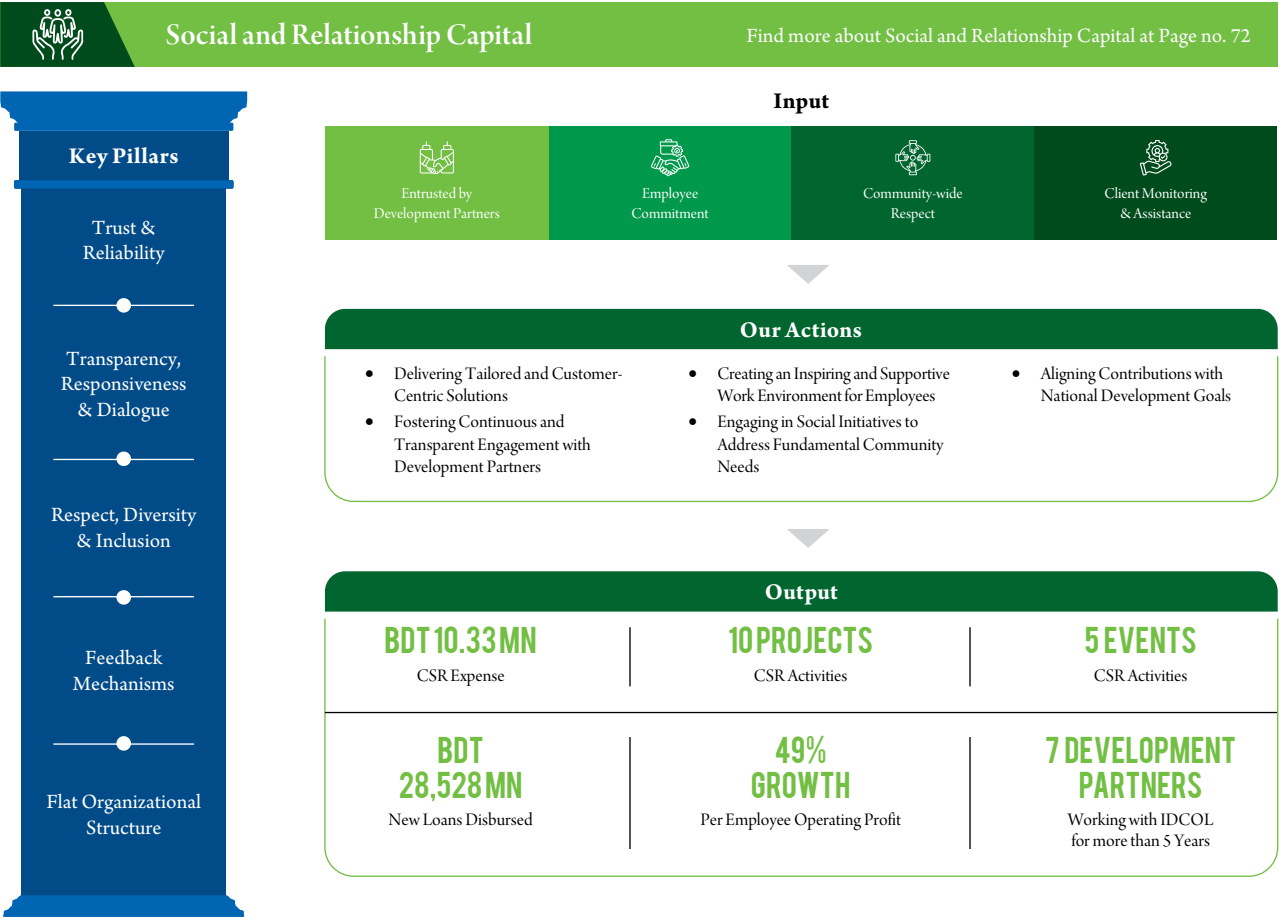 Social and Relationship Capital
Find more about Social and Relationship Capital at Page no. 72
Key Pillars
Trust &
Reliability
Transparency,
Responsiveness
& Dialogue
Respect, Diversity
& Inclusion
Feedback
Mechanisms
Flat Organizational
Structure
Input
Entrusted by
Development Partners
Employee
Commitment
Community-wide
Respect
Client Monitoring
& Assistance
Our Actions
• Delivering Tailored and Customer-
Centric Solutions
• Fostering Continuous and
Transparent Engagement with
Development Partners
• Creating an Inspiring and Supportive
Work Environment for Employees
• Engaging in Social Initiatives to
Address Fundamental Community
Needs
• Aligning Contributions with
National Development Goals
Output
BDT 10.33 MN
CSR Expense
10 PROJECTS
CSR Activities
5 EVENTS
CSR Activities
BDT
28,528 MN
New Loans Disbursed
49%
GROWTH
Per Employee Operating Profit
7 DEVELOPMENT
PARTNERS
Working with IDCOL
for more than 5 Years